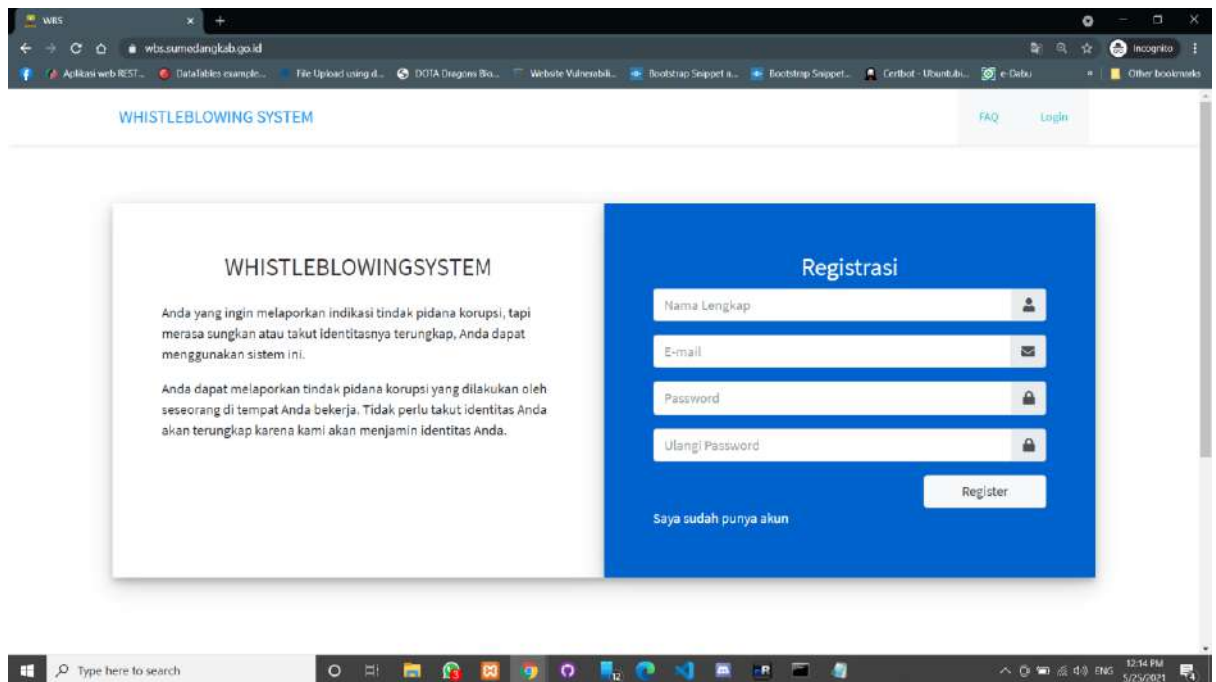 WBS
wbs.sumedangkab.go.id
Incognito
Aplikasi web REST...
DataTables example...
File Upload using d...
DOTA Dragons Blo...
Website Vulnerabili...
Bootstrap Snippet n...
Bootstrap Snippet...
Certbot - Ubuntubi...
e-Dabu
Other bookmarks
WHISTLEBLOWING SYSTEM
FAQ
Login
WHISTLEBLOWINGSYSTEM
Anda yang ingin melaporkan indikasi tindak pidana korupsi, tapi
merasa sungkan atau takut identitasnya terungkap, Anda dapat
menggunakan sistem ini.
Anda dapat melaporkan tindak pidana korupsi yang dilakukan oleh
seseorang di tempat Anda bekerja. Tidak perlu takut identitas Anda
akan terungkap karena kami akan menjamin identitas Anda.
Registrasi
Nama Lengkap
E-mail
Password
Ulangi Password
Register
Saya sudah punya akun
Type here to search
ENG
12:14 PM
5/25/2021